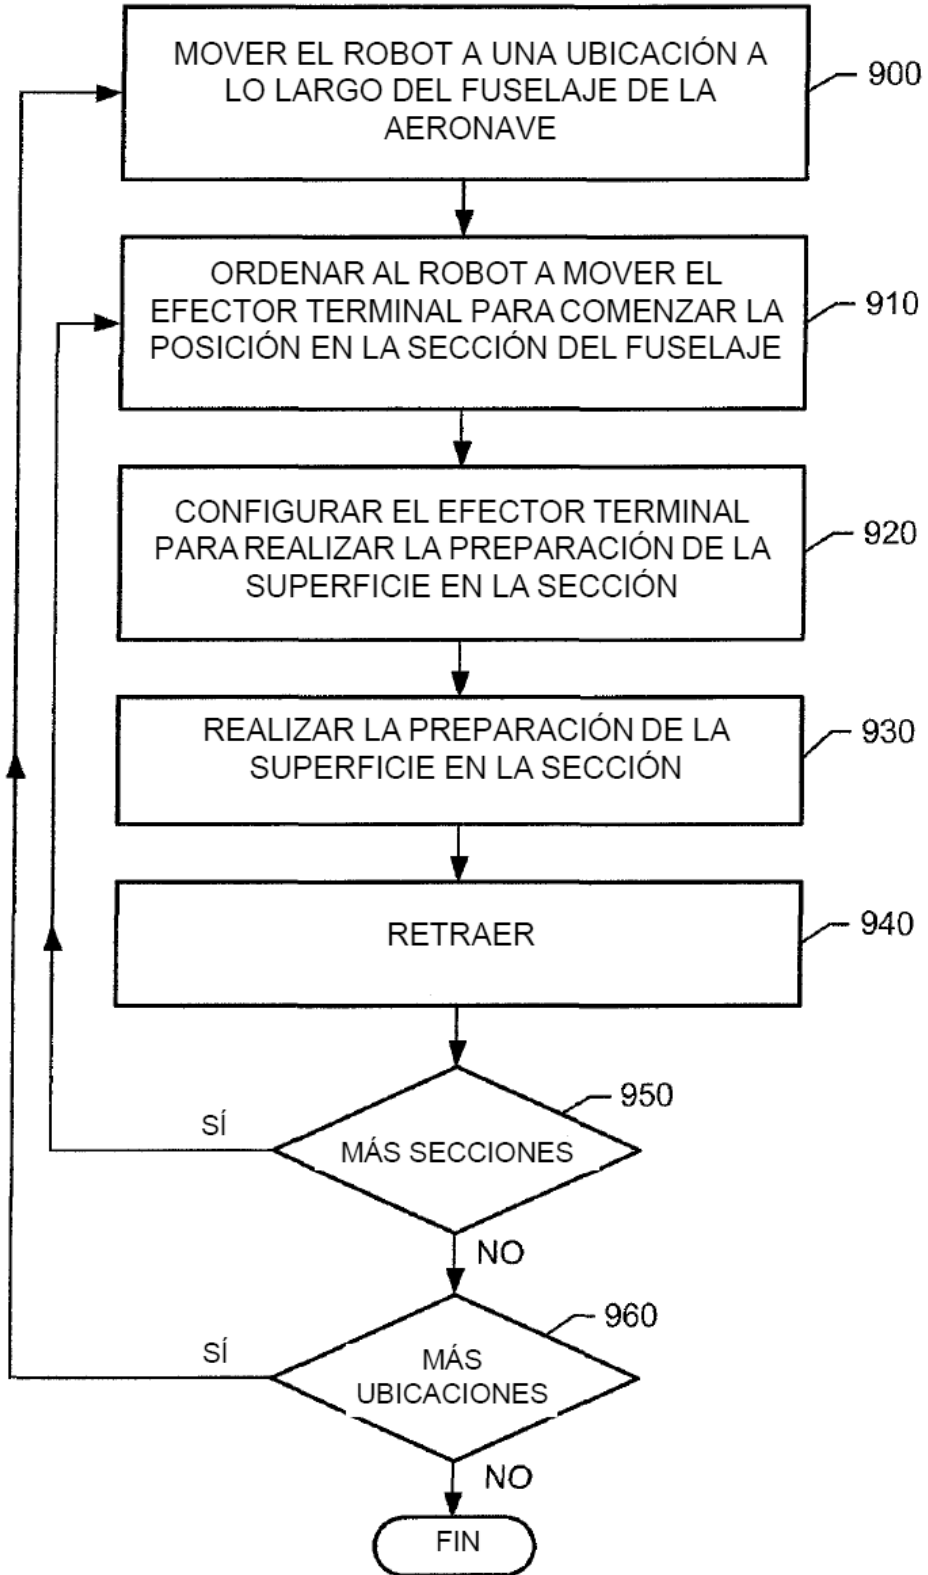 MOVER EL ROBOT A UNA UBICACIÓN A
LO LARGO DEL FUSELAJE DE LA
AERONAVE
900
ORDENAR AL ROBOT A MOVER EL
EFECTOR TERMINAL PARA COMENZAR LA
POSICIÓN EN LA SECCIÓN DEL FUSELAJE
910
CONFIGURAR EL EFECTOR TERMINAL
PARA REALIZAR LA PREPARACIÓN DE LA
SUPERFICIE EN LA SECCIÓN
920
REALIZAR LA PREPARACIÓN DE LA
SUPERFICIE EN LA SECCIÓN
930
RETRAER
940
950
SÍ
MÁS SECCIONES
NO
960
SÍ
MÁS
UBICACIONES
NO
FIN